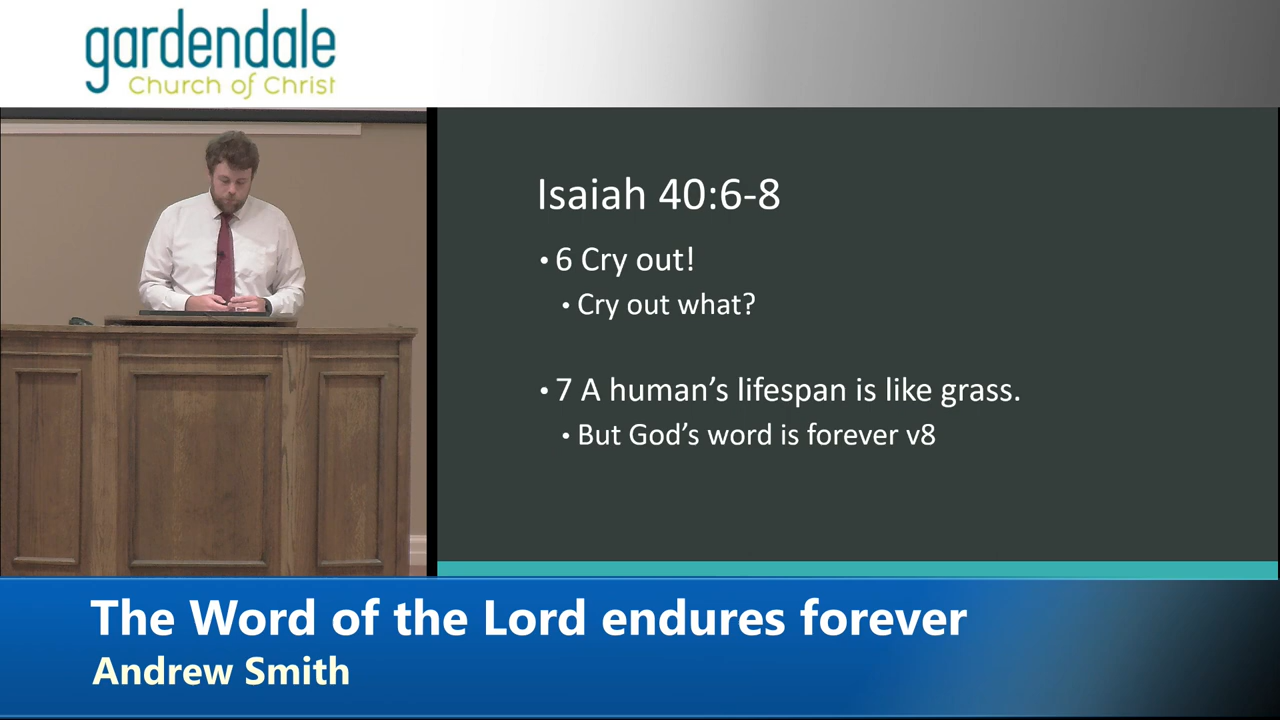 gardendale
Church of Christ
Isaiah 40:6-8
• 6 Cry out!
• Cry out what?
• 7 A human's lifespan is like grass.
• But God's word is forever v8
The Word of the Lord endures forever
Andrew Smith